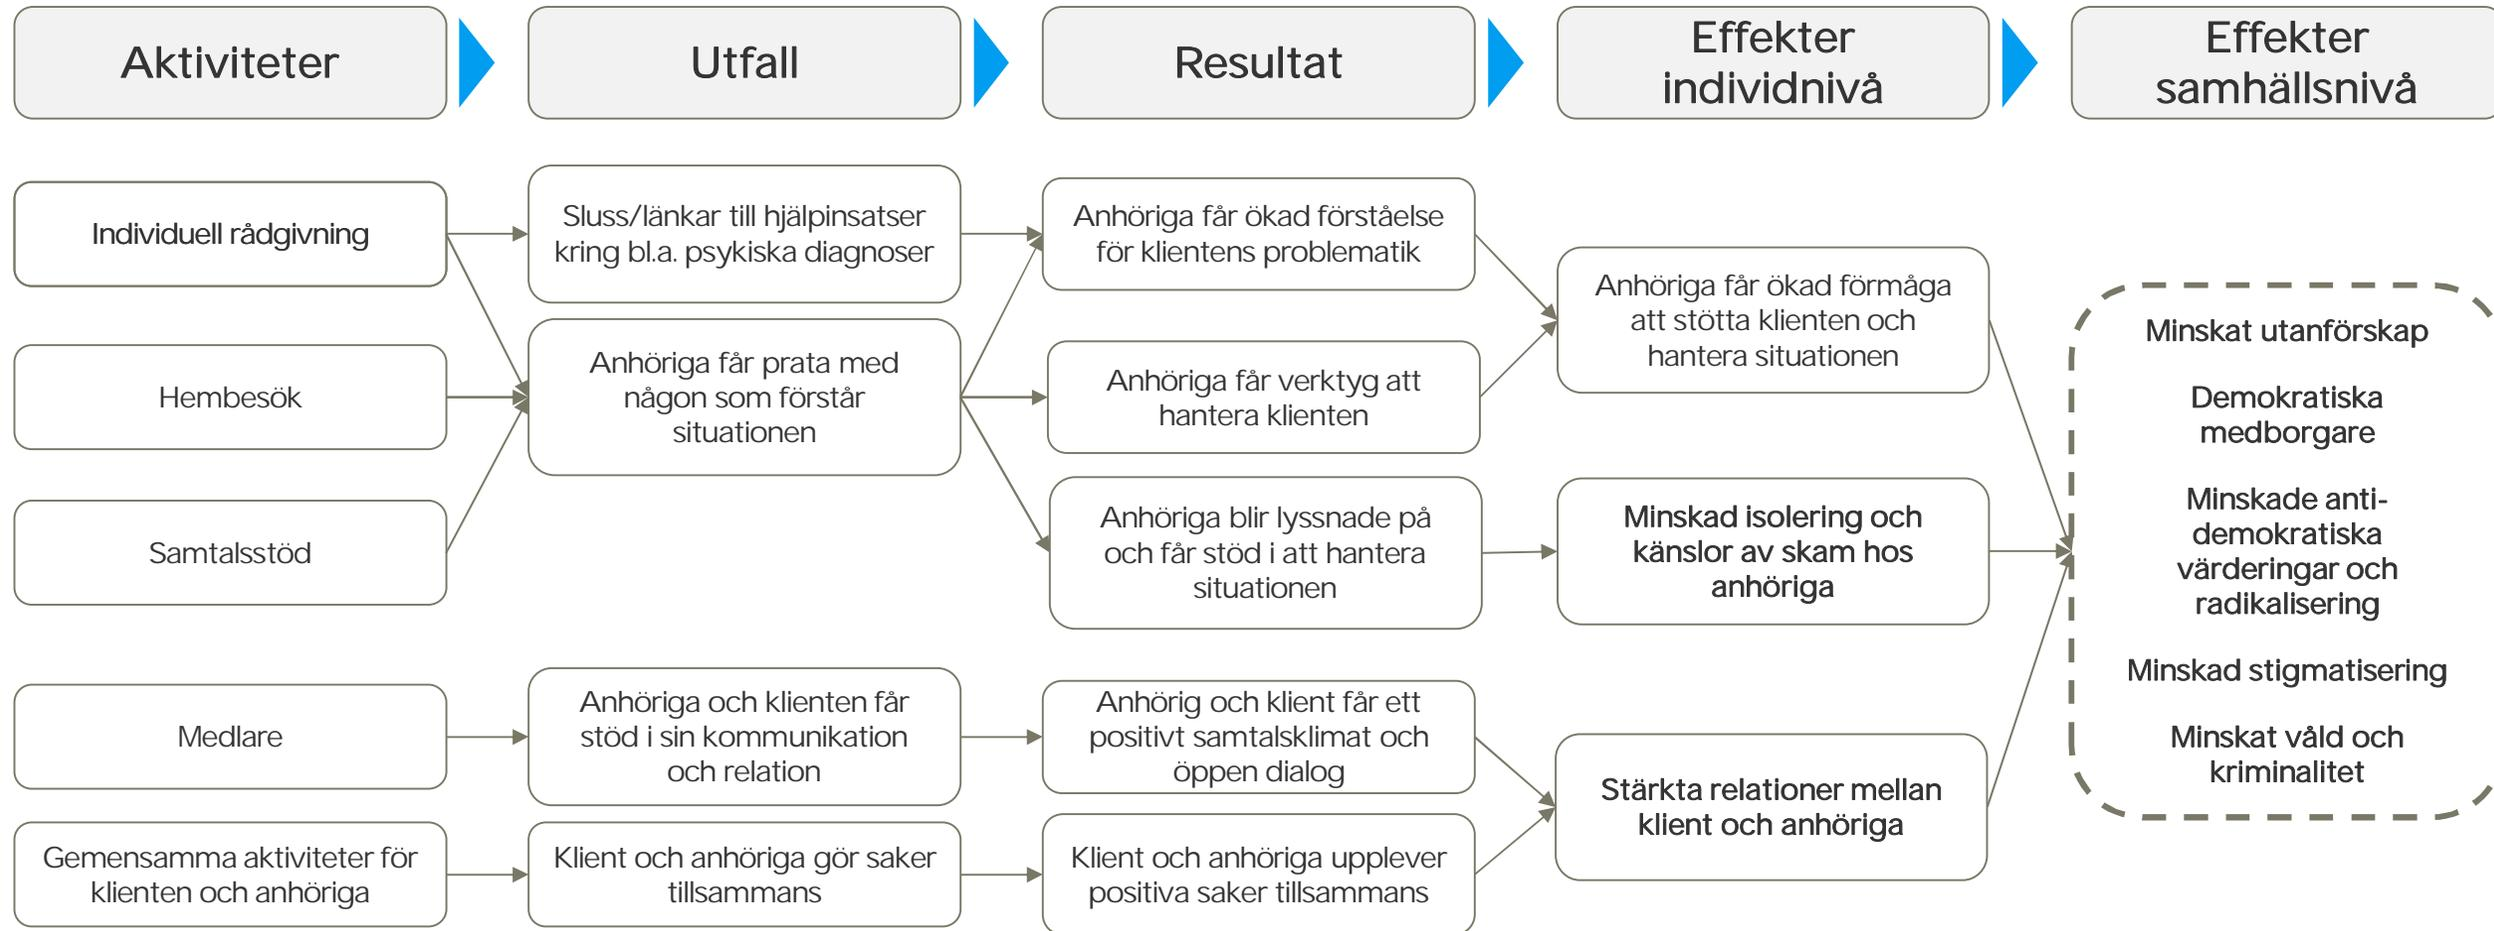 Aktiviteter
Utfall
Resultat
Effekter
individnivå
Effekter
samhällsnivå
Individuell rådgivning
Hembesök
Samtalsstöd
Medlare
Gemensamma aktiviteter för
klienten och anhöriga
Sluss/länkar till hjälpinsatser
kring bl.a. psykiska diagnoser
Anhöriga får prata med
någon som förstår
situationen
Anhöriga och klienten får
stöd i sin kommunikation
och relation
Klient och anhöriga gör saker
tillsammans
Anhöriga får ökad förståelse
för klientens problematik
Anhöriga får verktyg att
hantera klienten
Anhöriga blir lyssnade på
och får stöd i att hantera
situationen
Anhörig och klient får ett
positivt samtalsklimat och
öppen dialog
Klient och anhöriga upplever
positiva saker tillsammans
Anhöriga får ökad förmåga
att stötta klienten och
hantera situationen
Minskad isolering och
känslor av skam hos
anhöriga
Stärkta relationer mellan
klient och anhöriga
Minskat utanförskap
Demokratiska
medborgare
Minskade anti-
demokratiska
värderingar och
radikalisering
Minskad stigmatisering
Minskat våld och
kriminalitet